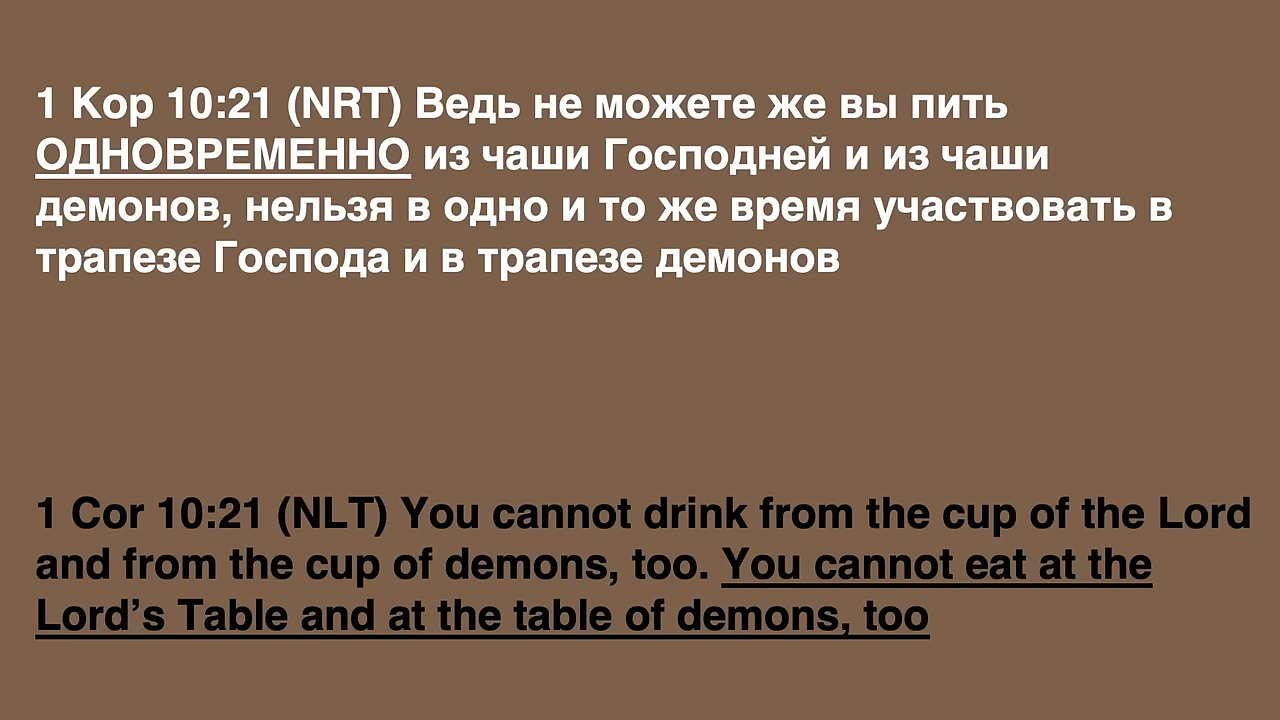 1 Кор 10:21 (NRT) Ведь не можете же вы пить
ОДНОВРЕМЕННО из чаши Господней и из чаши
демонов, нельзя в одно и то же время участвовать в
трапезе Господа и в трапезе демонов
1 Cor 10:21 (NLT) You cannot drink from the cup of the Lord
and from the cup of demons, too. You cannot eat at the
Lord’s Table and at the table of demons, too